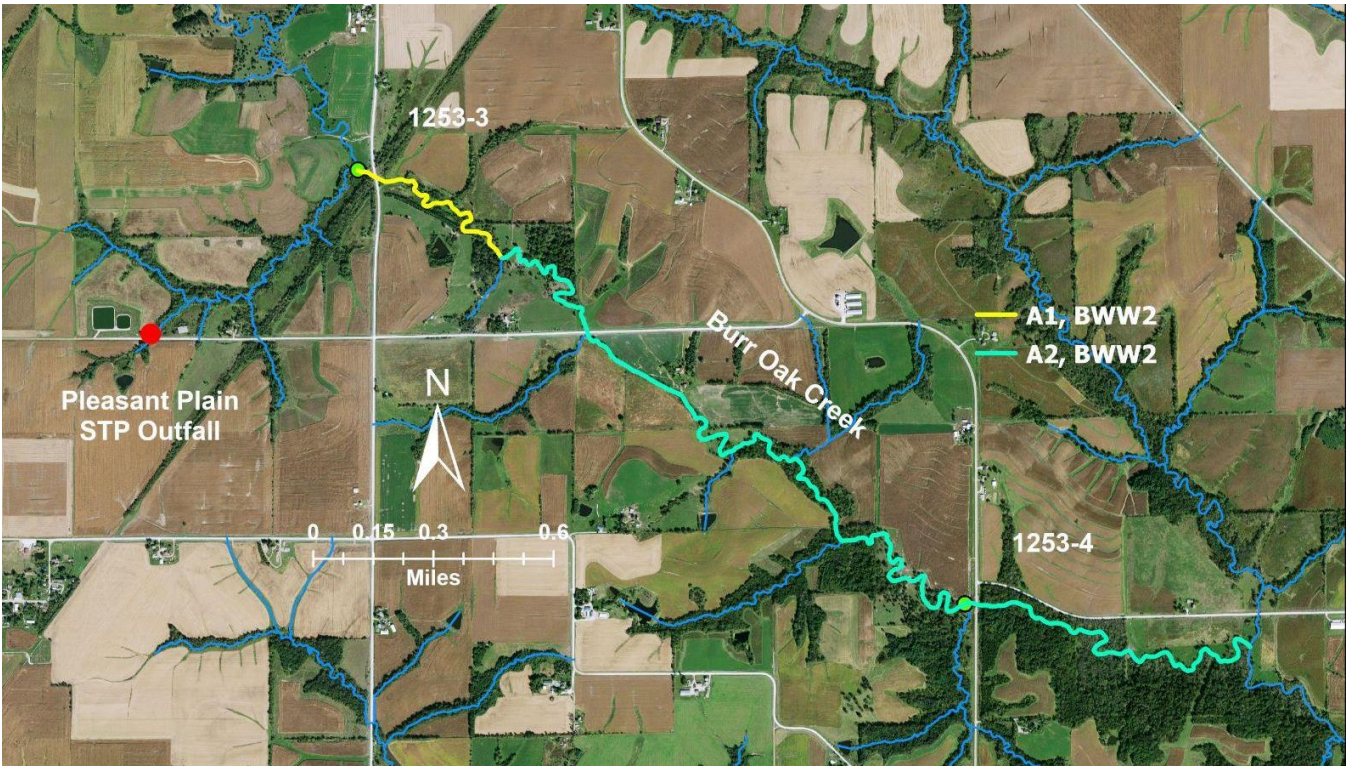 1253-3
A1, BWW2
A2, BWW2
Burr Oak Creek
N
Pleasant Plain
STP Outfall
0 0.15 0.3 0.6
Miles
1253-4